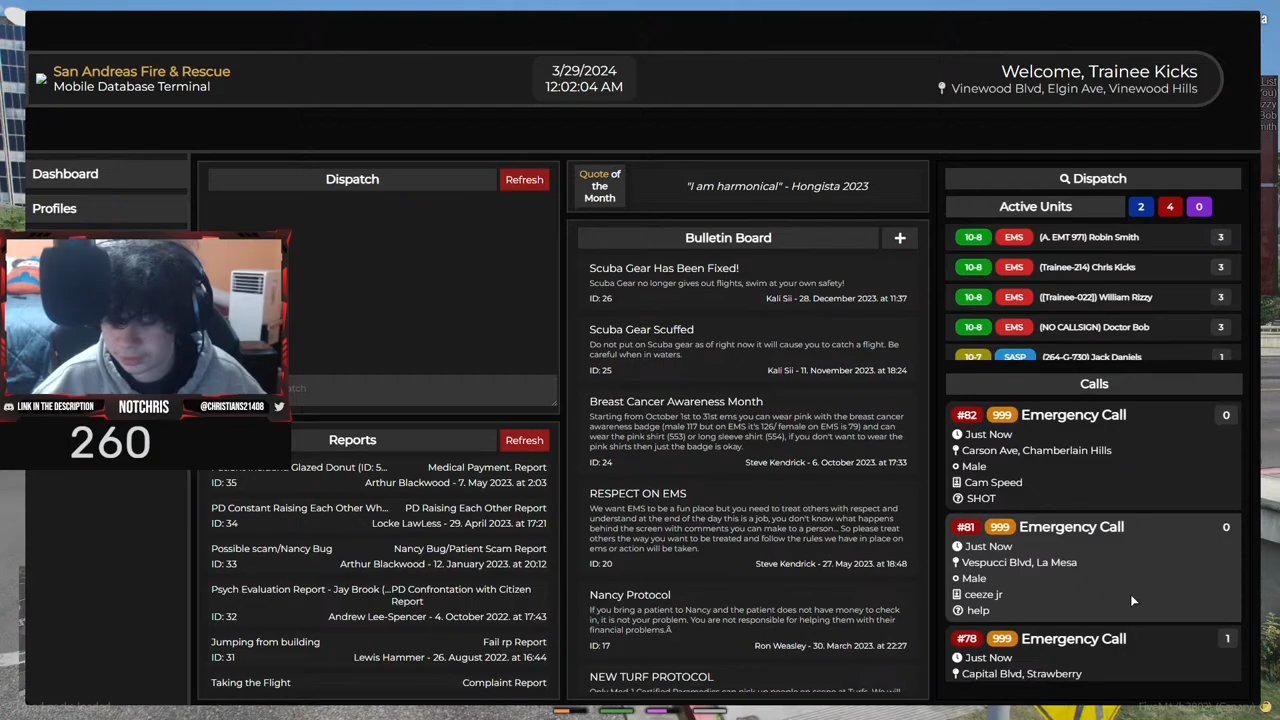 San Andreas Fire & Rescue
Mobile Database Terminal
3/29/2024
12:02:04 AM
Welcome, Trainee Kicks
Vinewood Blvd, Elgin Ave, Vinewood Hills
Dashboard
Profiles
LINK IN THE DESCRIPTION
NOTCHRIS
@CHRISTIANS21408
260
Dispatch
Refresh
Reports
Refresh
Glazed Donut (ID: 5...
Medical Payment. Report
ID: 35
Arthur Blackwood - 7. May 2023. at 2:03
PD Constant Raising Each Other Wh...
PD Raising Each Other Report
ID: 34
Locke LawLess - 29. April 2023. at 17:21
Possible scam/Nancy Bug
Nancy Bug/Patient Scam Report
ID: 33
Arthur Blackwood - 12. January 2023. at 20:12
Psych Evaluation Report - Jay Brook (...
PD Confrontation with Citizen
Report
ID: 32
Andrew Lee-Spencer - 4. October 2022. at 17:43
Jumping from building
Fail rp Report
ID: 31
Lewis Hammer - 26. August 2022. at 16:44
Taking the Flight
Complaint Report
Quote of
the
Month
"I am harmonical" - Hongista 2023
Bulletin Board
+
Scuba Gear Has Been Fixed!
Scuba Gear no longer gives out flights, swim at your own safety!
ID: 26
Kali Sii - 28. December 2023. at 11:37
Scuba Gear Scuffed
Do not put on Scuba gear as of right now it will cause you to catch a flight. Be
careful when in waters.
ID: 25
Kali Sii - 11. November 2023. at 18:24
Breast Cancer Awareness Month
Starting from October 1st to 31st ems you can wear pink with the breast cancer
awareness badge (male 117 but on EMS it's 126/ female on EMS is 79) and can
wear the pink shirt (553) or long sleeve shirt (554), if you don't want to wear the
pink shirts then just the badge is okay.
ID: 24
Steve Kendrick - 6. October 2023. at 17:33
RESPECT ON EMS
We want EMS to be a fun place but you need to treat others with respect and
understand at the end of the day this is a job, you don't know what happens
behind the screen with comments you can make to a person... So please treat
others the way you want to be treated and follow the rules we have in place on
ems or action will be taken.
ID: 20
Steve Kendrick - 27. May 2023. at 18:48
Nancy Protocol
If you bring a patient to Nancy and the patient does not have money to check
in, it is not your problem. You are not responsible for helping them with their
financial problems.Â
ID: 17
Ron Weasley - 30. March 2023. at 22:27
NEW TURF PROTOCOL
Only Mod 1 Certified Paramedics can pick up people on scene at Turfs. We will
Dispatch
Active Units
2
4
0
10-8 EMS (A. EMT 971) Robin Smith 3
10-8 EMS (Trainee-214) Chris Kicks 3
10-8 EMS ([Trainee-022]) William Rizzy 3
10-8 EMS (NO CALLSIGN) Doctor Bob 3
10-7 SASP (264-G-730) Jack Daniels 1
Calls
#82 999 Emergency Call 0
Just Now
Carson Ave, Chamberlain Hills
Male
Cam Speed
SHOT
#81 999 Emergency Call 0
Just Now
Vespucci Blvd, La Mesa
Male
ceeze jr
help
#78 999 Emergency Call 1
Just Now
Capital Blvd, Strawberry